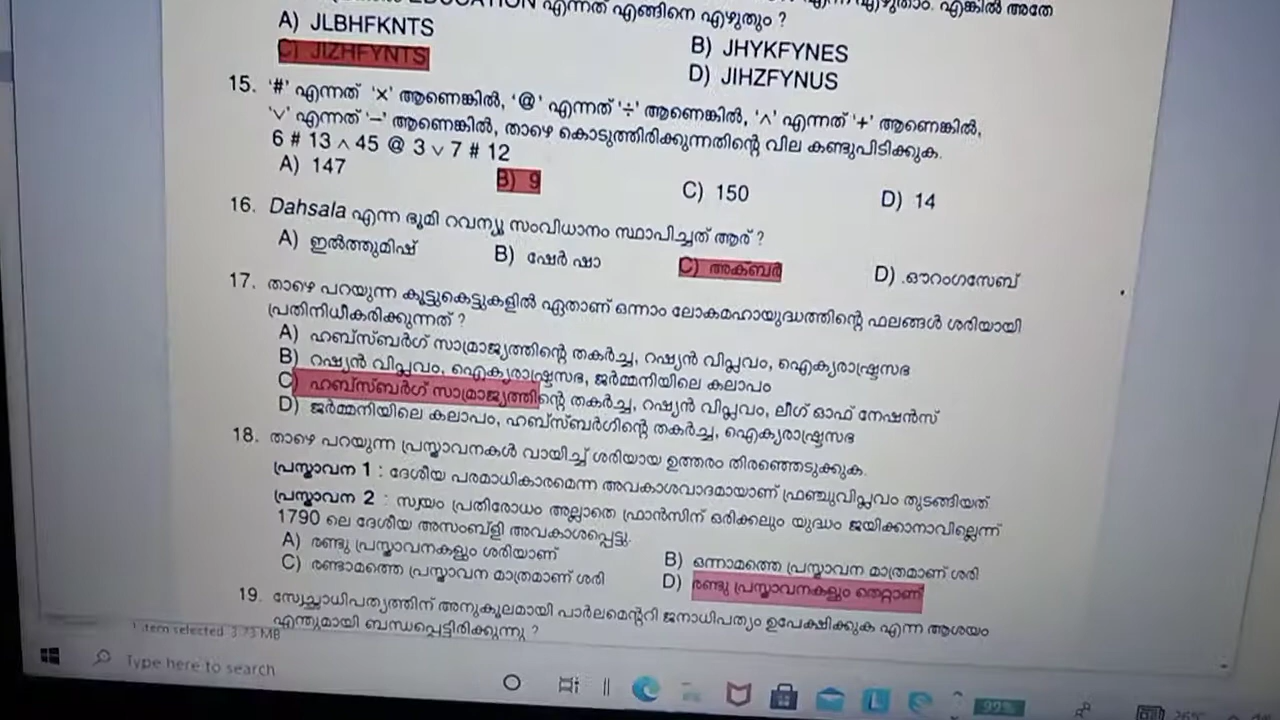 EDUCATION എന്നത് എങ്ങിനെ എഴുതും ?
A) JLBHFKNTS
B) JHYKFYNES
C) JIZHFYNTS
D) JIHZFYNUS
15. '#' എന്നത് '×' ആണെങ്കിൽ, '@' എന്നത് '÷' ആണെങ്കിൽ, '∧' എന്നത് '+' ആണെങ്കിൽ,
'∨' എന്നത് '–' ആണെങ്കിൽ, താഴെ കൊടുത്തിരിക്കുന്നതിന്റെ വില കണ്ടുപിടിക്കുക.
6 # 13 ∧ 45 @ 3 ∨ 7 # 12
A) 147 B) 9 C) 150 D) 14
16. Dahsala എന്ന ഭൂമി റവന്യൂ സംവിധാനം സ്ഥാപിച്ചത് ആര് ?
A) ഇൽത്തുമിഷ് B) ഷേർ ഷാ C) അക്ബർ D) ഔറംഗസേബ്
17. താഴെ പറയുന്ന കൂട്ടുകെട്ടുകളിൽ ഏതാണ് ഒന്നാം ലോകമഹായുദ്ധത്തിന്റെ ഫലങ്ങൾ ശരിയായി
പ്രതിനിധീകരിക്കുന്നത് ?
A) ഹബ്സ്ബർഗ് സാമ്രാജ്യത്തിന്റെ തകർച്ച, റഷ്യൻ വിപ്ലവം, ഐക്യരാഷ്ട്രസഭ
B) റഷ്യൻ വിപ്ലവം, ഐക്യരാഷ്ട്രസഭ, ജർമ്മനിയിലെ കലാപം
C) ഹബ്സ്ബർഗ് സാമ്രാജ്യത്തിന്റെ തകർച്ച, റഷ്യൻ വിപ്ലവം, ലീഗ് ഓഫ് നേഷൻസ്
D) ജർമ്മനിയിലെ കലാപം, ഹബ്സ്ബർഗിന്റെ തകർച്ച, ഐക്യരാഷ്ട്രസഭ
18. താഴെ പറയുന്ന പ്രസ്താവനകൾ വായിച്ച് ശരിയായ ഉത്തരം തിരഞ്ഞെടുക്കുക.
പ്രസ്താവന 1 : ദേശീയ പരമാധികാരമെന്ന അവകാശവാദമായാണ് ഫ്രഞ്ചുവിപ്ലവം തുടങ്ങിയത്
പ്രസ്താവന 2 : സ്വയം പ്രതിരോധം അല്ലാതെ ഫ്രാൻസിന് ഒരിക്കലും യുദ്ധം ജയിക്കാനാവില്ലെന്ന്
1790 ലെ ദേശീയ അസംബ്ളി അവകാശപ്പെട്ടു.
A) രണ്ടു പ്രസ്താവനകളും ശരിയാണ്
B) ഒന്നാമത്തെ പ്രസ്താവന മാത്രമാണ് ശരി
C) രണ്ടാമത്തെ പ്രസ്താവന മാത്രമാണ് ശരി
D) രണ്ടു പ്രസ്താവനകളും തെറ്റാണ്
19. സ്വേച്ഛാധിപത്യത്തിന് അനുകൂലമായി പാർലമെന്ററി ജനാധിപത്യം ഉപേക്ഷിക്കുക എന്ന ആശയം
എന്തുമായി ബന്ധപ്പെട്ടിരിക്കുന്നു ?
1 item selected 3.73 MB
Type here to search
99%